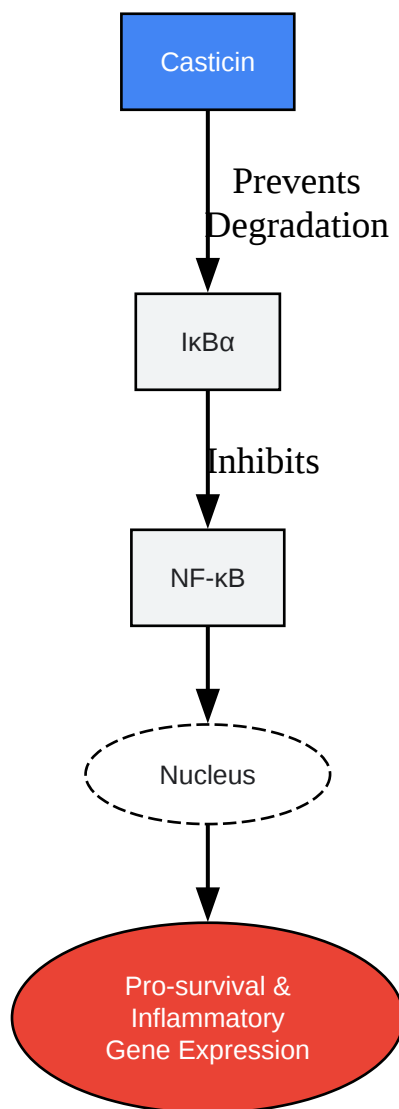 Casticin
Prevents
Degradation
IκBα
Inhibits
NF-κB
Nucleus
Pro-survival &
Inflammatory
Gene Expression